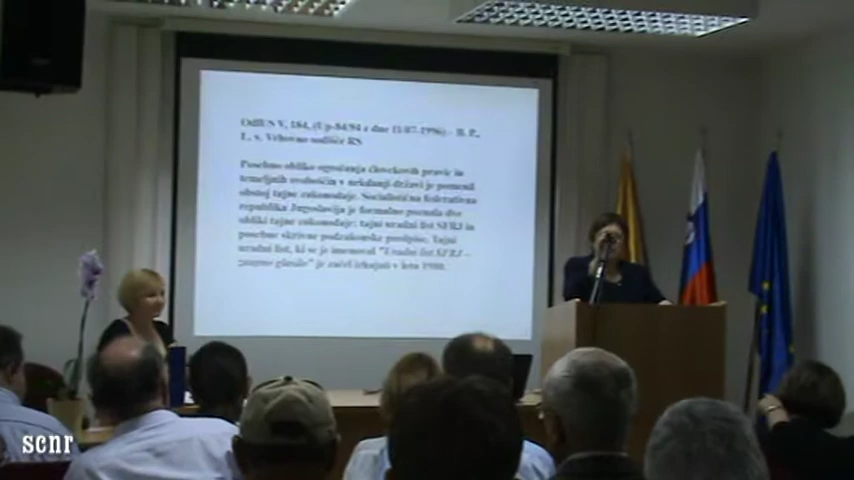 OdlUS V, 184, (Up-84/94 z dne 11-07-1996) – B. P.,
L. v. Vrhovno sodišče RS
Posebno obliko ogrožanja človekovih pravic in
temeljnih svoboščin v nekdanji državi je pomenil
obstoj tajne zakonodaje. Socialistična federativna
republika Jugoslavija je formalno poznala dve
obliki tajne zakonodaje: tajni uradni list SFRJ in
posebne skrivne podzakonske predpise. Tajni
uradni list, ki se je imenoval "Uradni list SFRJ –
glasilo" je začel izhajati v letu
scnr